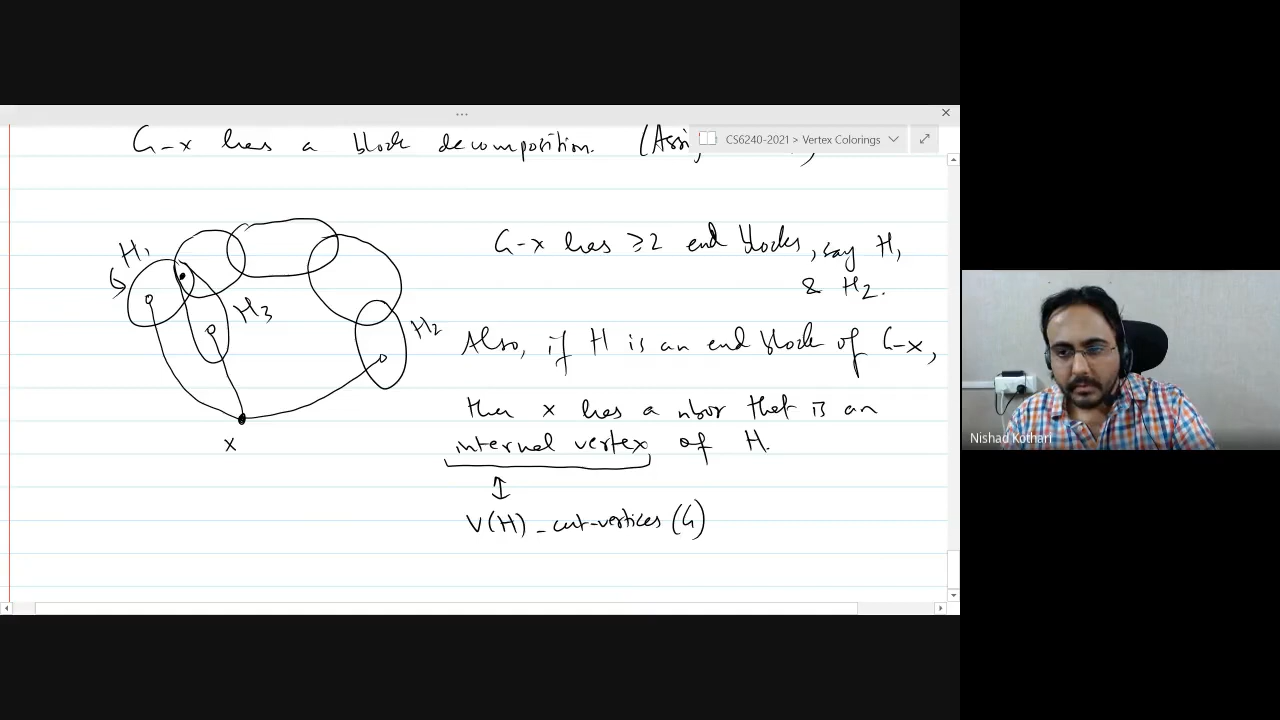 G-x has a block decomposition.
CS6240-2021 > Vertex Colorings
G-x has ≥2 end blocks, say H1
& H2.
H1
H3
H2
Also, if H is an end block of G-x,
then x has a nbor that is an
internal vertex of H.
x
↕
V(H) - cut-vertices (G)
Nishad Kothari